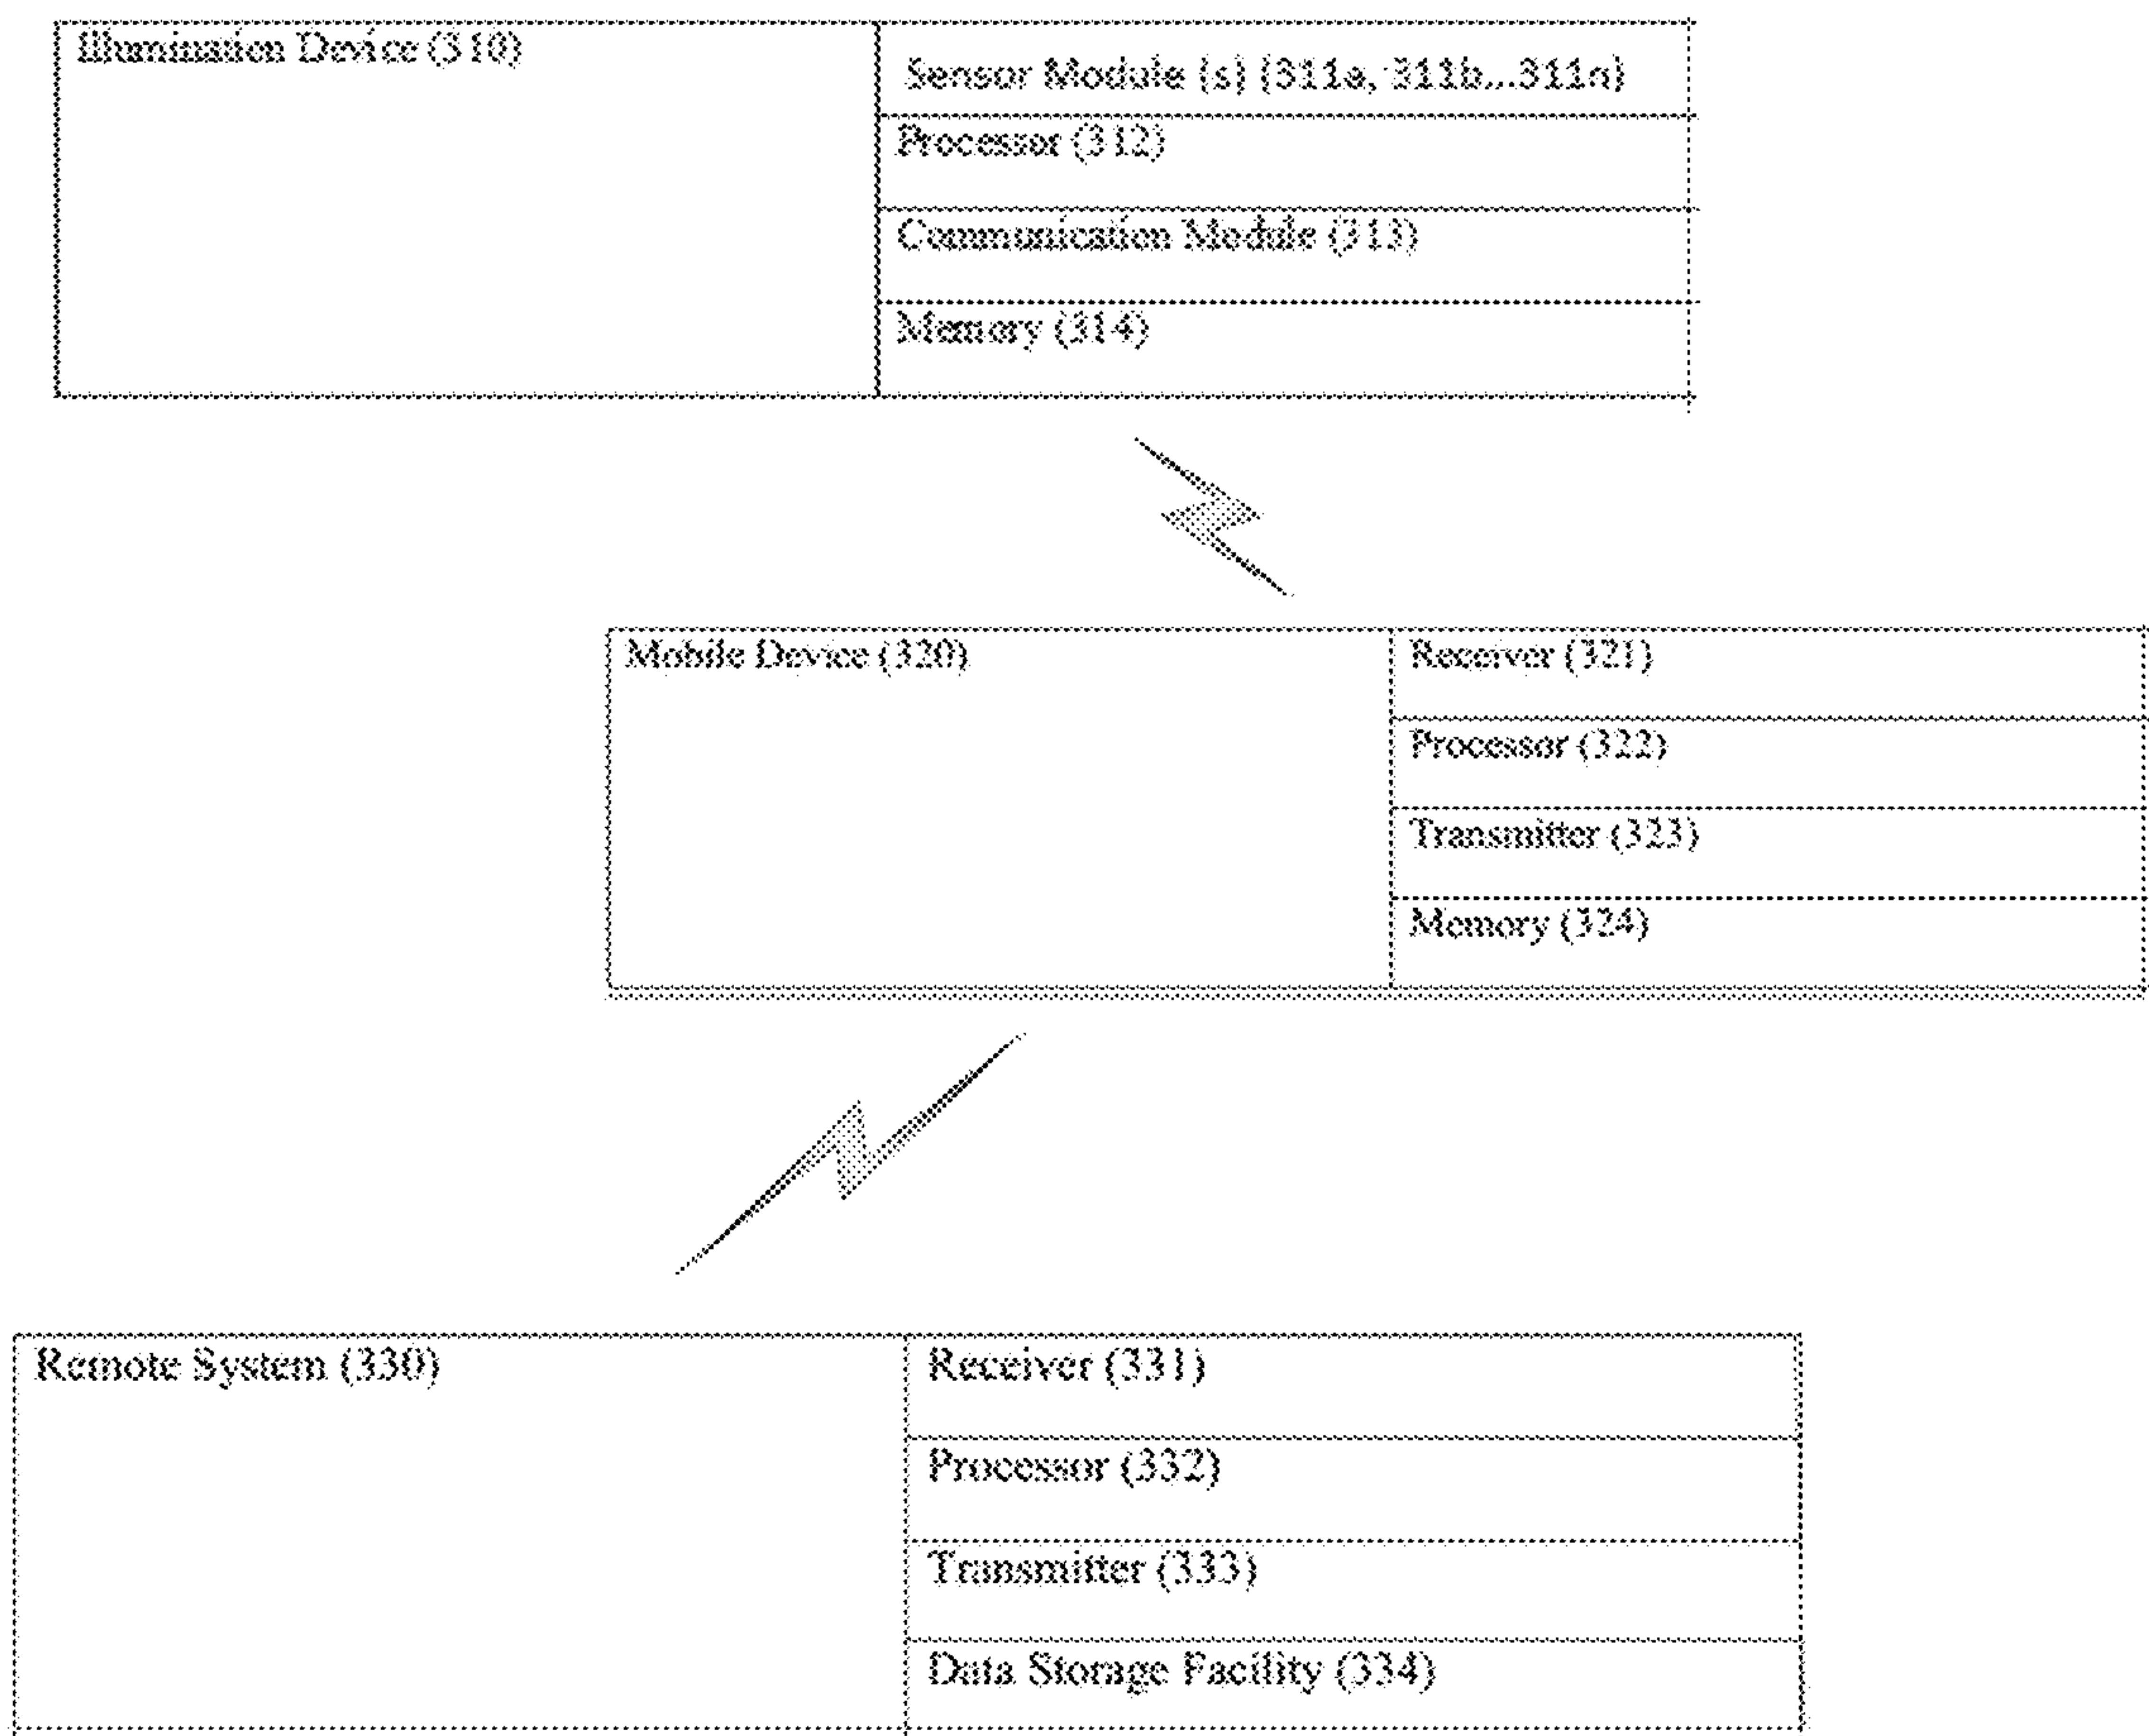 Illumination Device (310)
Sensor Module (s) (311a, 311b...311n)
Processor (312)
Communication Module (313)
Memory (314)
Mobile Device (320)
Receiver (321)
Processor (322)
Transmitter (323)
Memory (324)
Remote System (330)
Receiver (331)
Processor (332)
Transmitter (333)
Data Storage Facility (334)